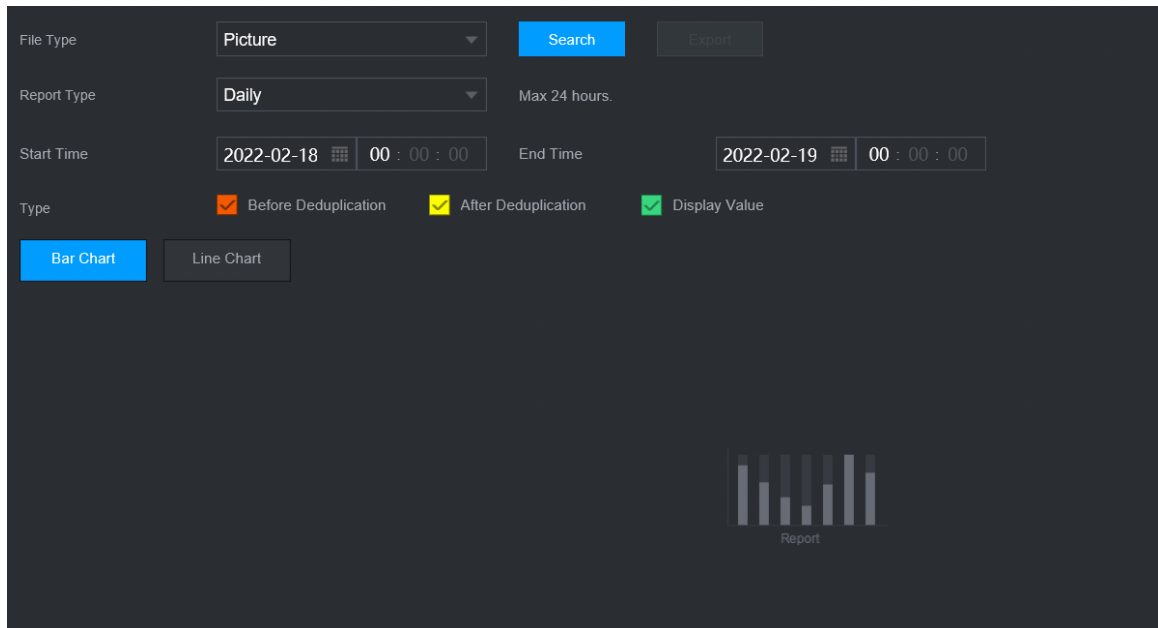 File Type Picture Search Export
Report Type Daily Max 24 hours.
Start Time 2022-02-18 00 : 00 : 00 End Time 2022-02-19 00 : 00 : 00
Type Before Deduplication After Deduplication Display Value
Bar Chart Line Chart
Report